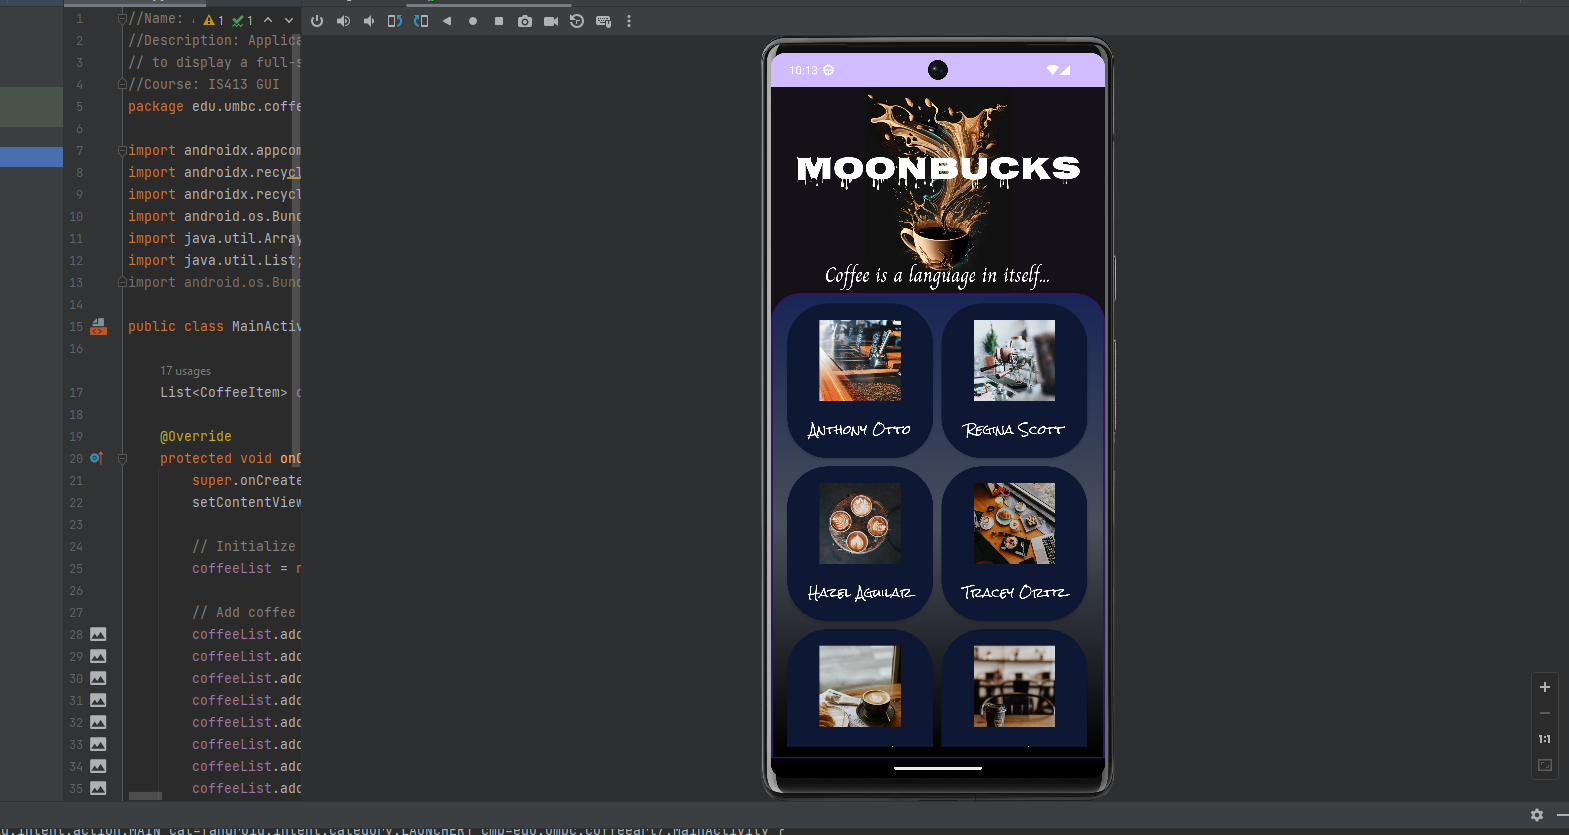 1 //Name:
1 1
2 //Description: Applica
3 // to display a full-s
4 //Course: IS413 GUI
5 package edu.umbc.coffe
6
7 import androidx.appcom
8 import androidx.recycl
9 import androidx.recycl
10 import android.os.Bund
11 import java.util.Array
12 import java.util.List;
13 import android.os.Bund
14
15 public class MainActiv
16
17 usages
17 List<CoffeeItem> c
18
19 @Override
20 protected void onC
21 super.onCreate
22 setContentView
23
24 // Initialize
25 coffeeList = n
26
27 // Add coffee
28 coffeeList.add
29 coffeeList.add
30 coffeeList.add
31 coffeeList.add
32 coffeeList.add
33 coffeeList.add
34 coffeeList.add
35 coffeeList.add
10:13
MOONBUCKS
Coffee is a language in itself...
Anthony Otto
Regina Scott
Hazel Aguilar
Tracey Ortiz
1:1
d.intent.action.MAIN cat=[android.intent.category.LAUNCHER] cmp=edu.umbc.coffeeart/.MainActivity }